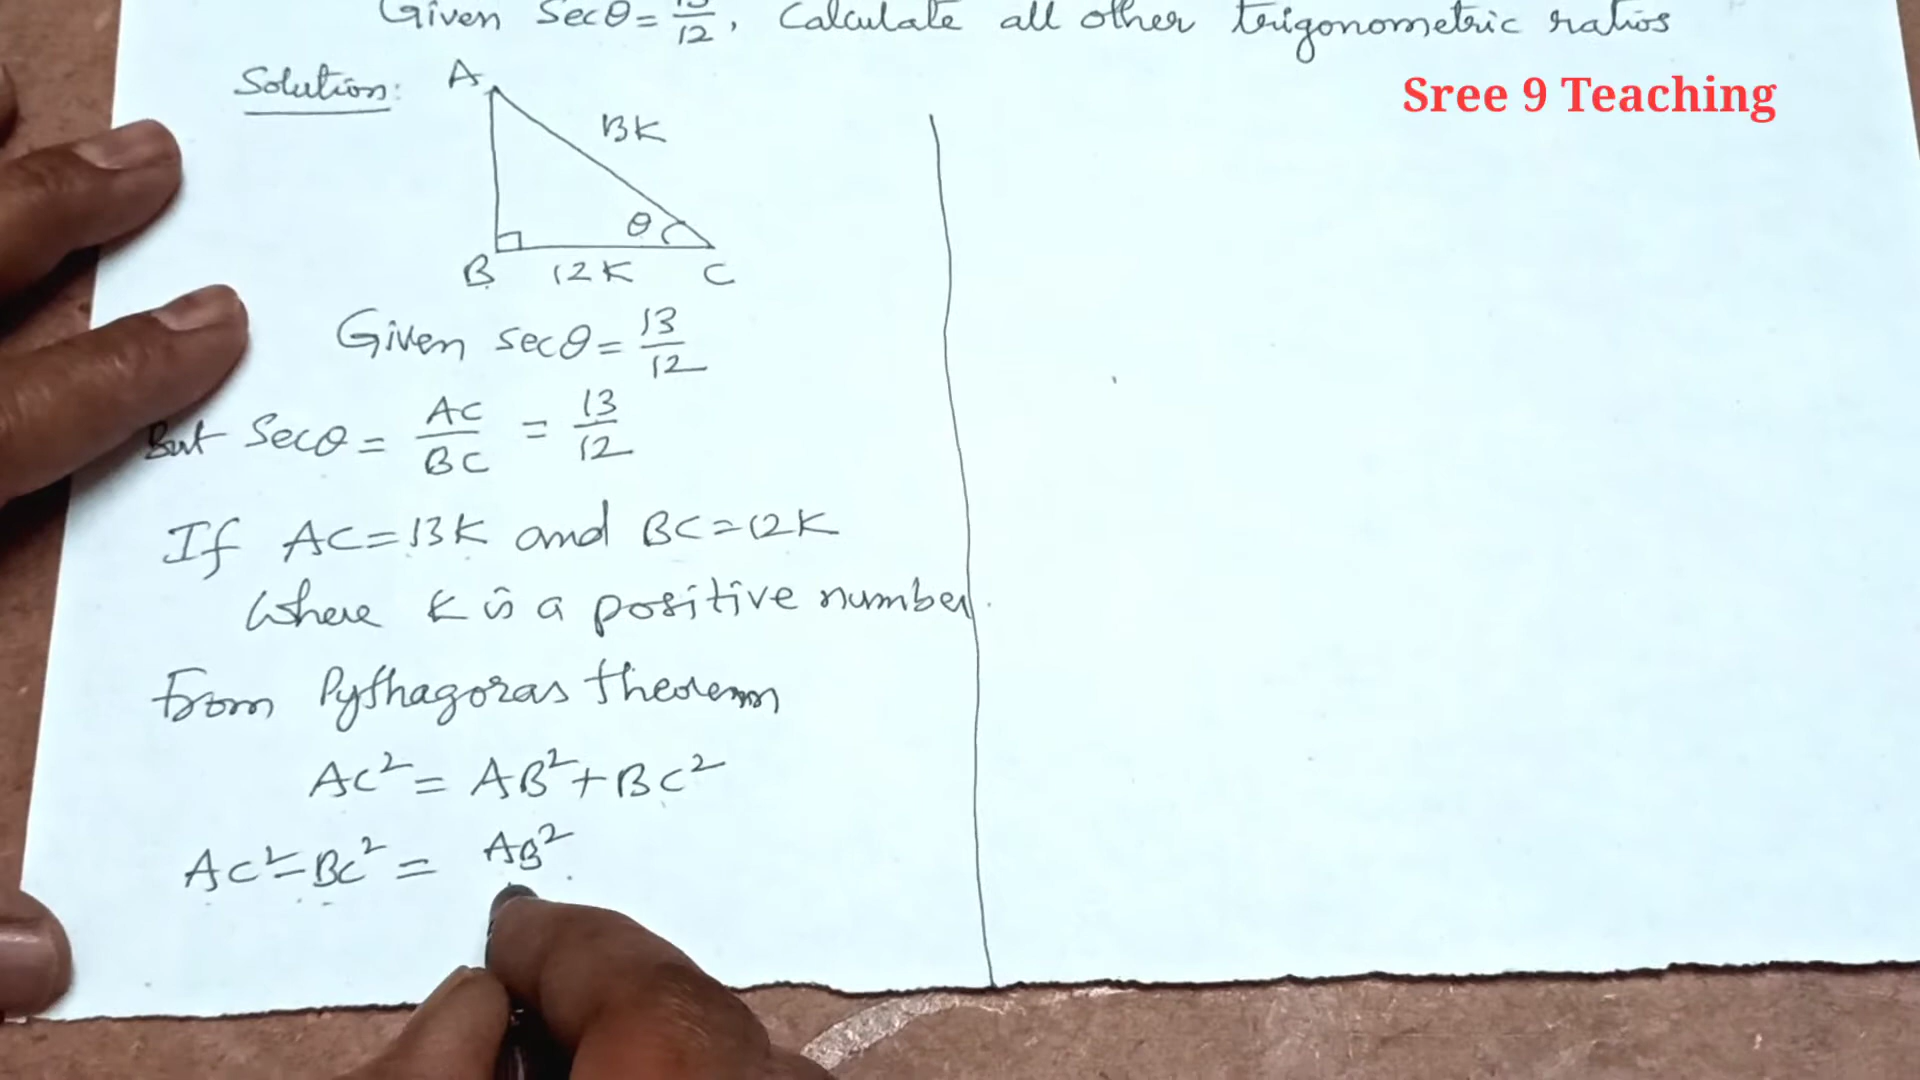 Given Secθ = 13/12, Calculate all other trigonometric ratios
Sree 9 Teaching
Solution:
A
13K
θ
B 12K C
Given secθ = 13/12
But Secθ = AC/BC = 13/12
If AC=13K and BC=12K
Where K is a positive number.
From Pythagoras theorem
AC² = AB² + BC²
AC² - BC² = AB²